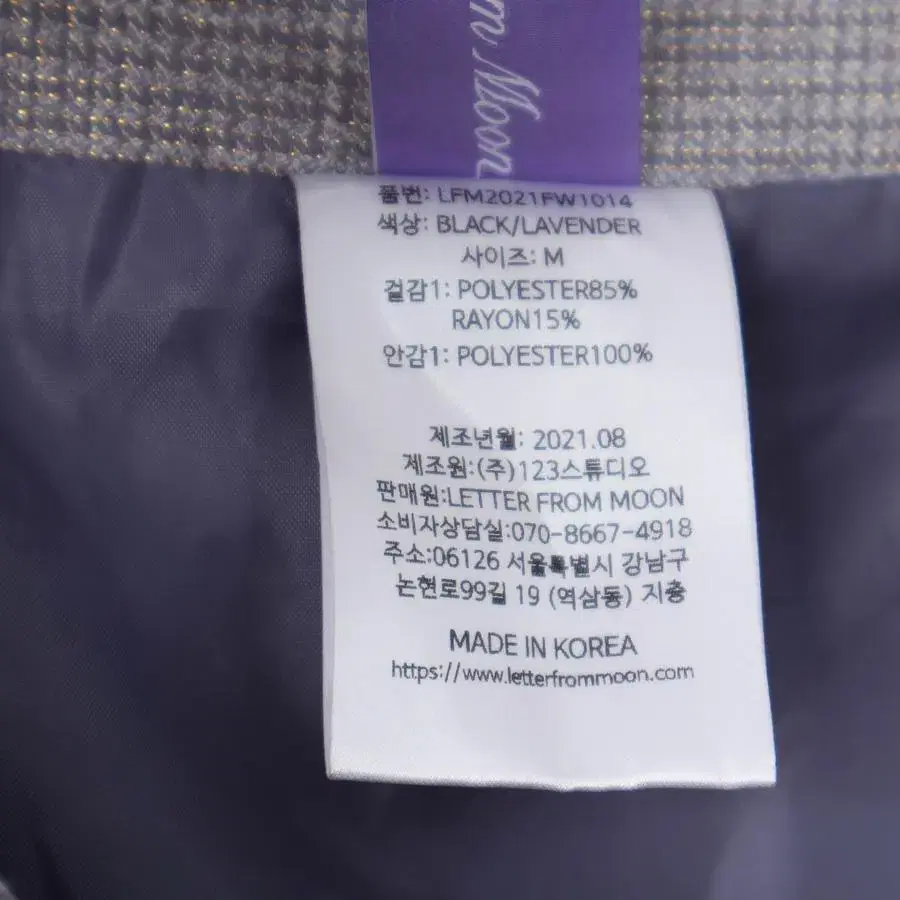 Moon
품번: LFM2021FW1014
색상: BLACK/LAVENDER
사이즈: M
겉감1: POLYESTER85%
RAYON15%
안감1: POLYESTER100%
제조년월: 2021.08
제조원:(주)123스튜디오
판매원:LETTER FROM MOON
소비자상담실:070-8667-4918
주소:06126 서울특별시 강남구
논현로99길 19 (역삼동) 지층
MADE IN KOREA
https://www.letterfrommoon.com